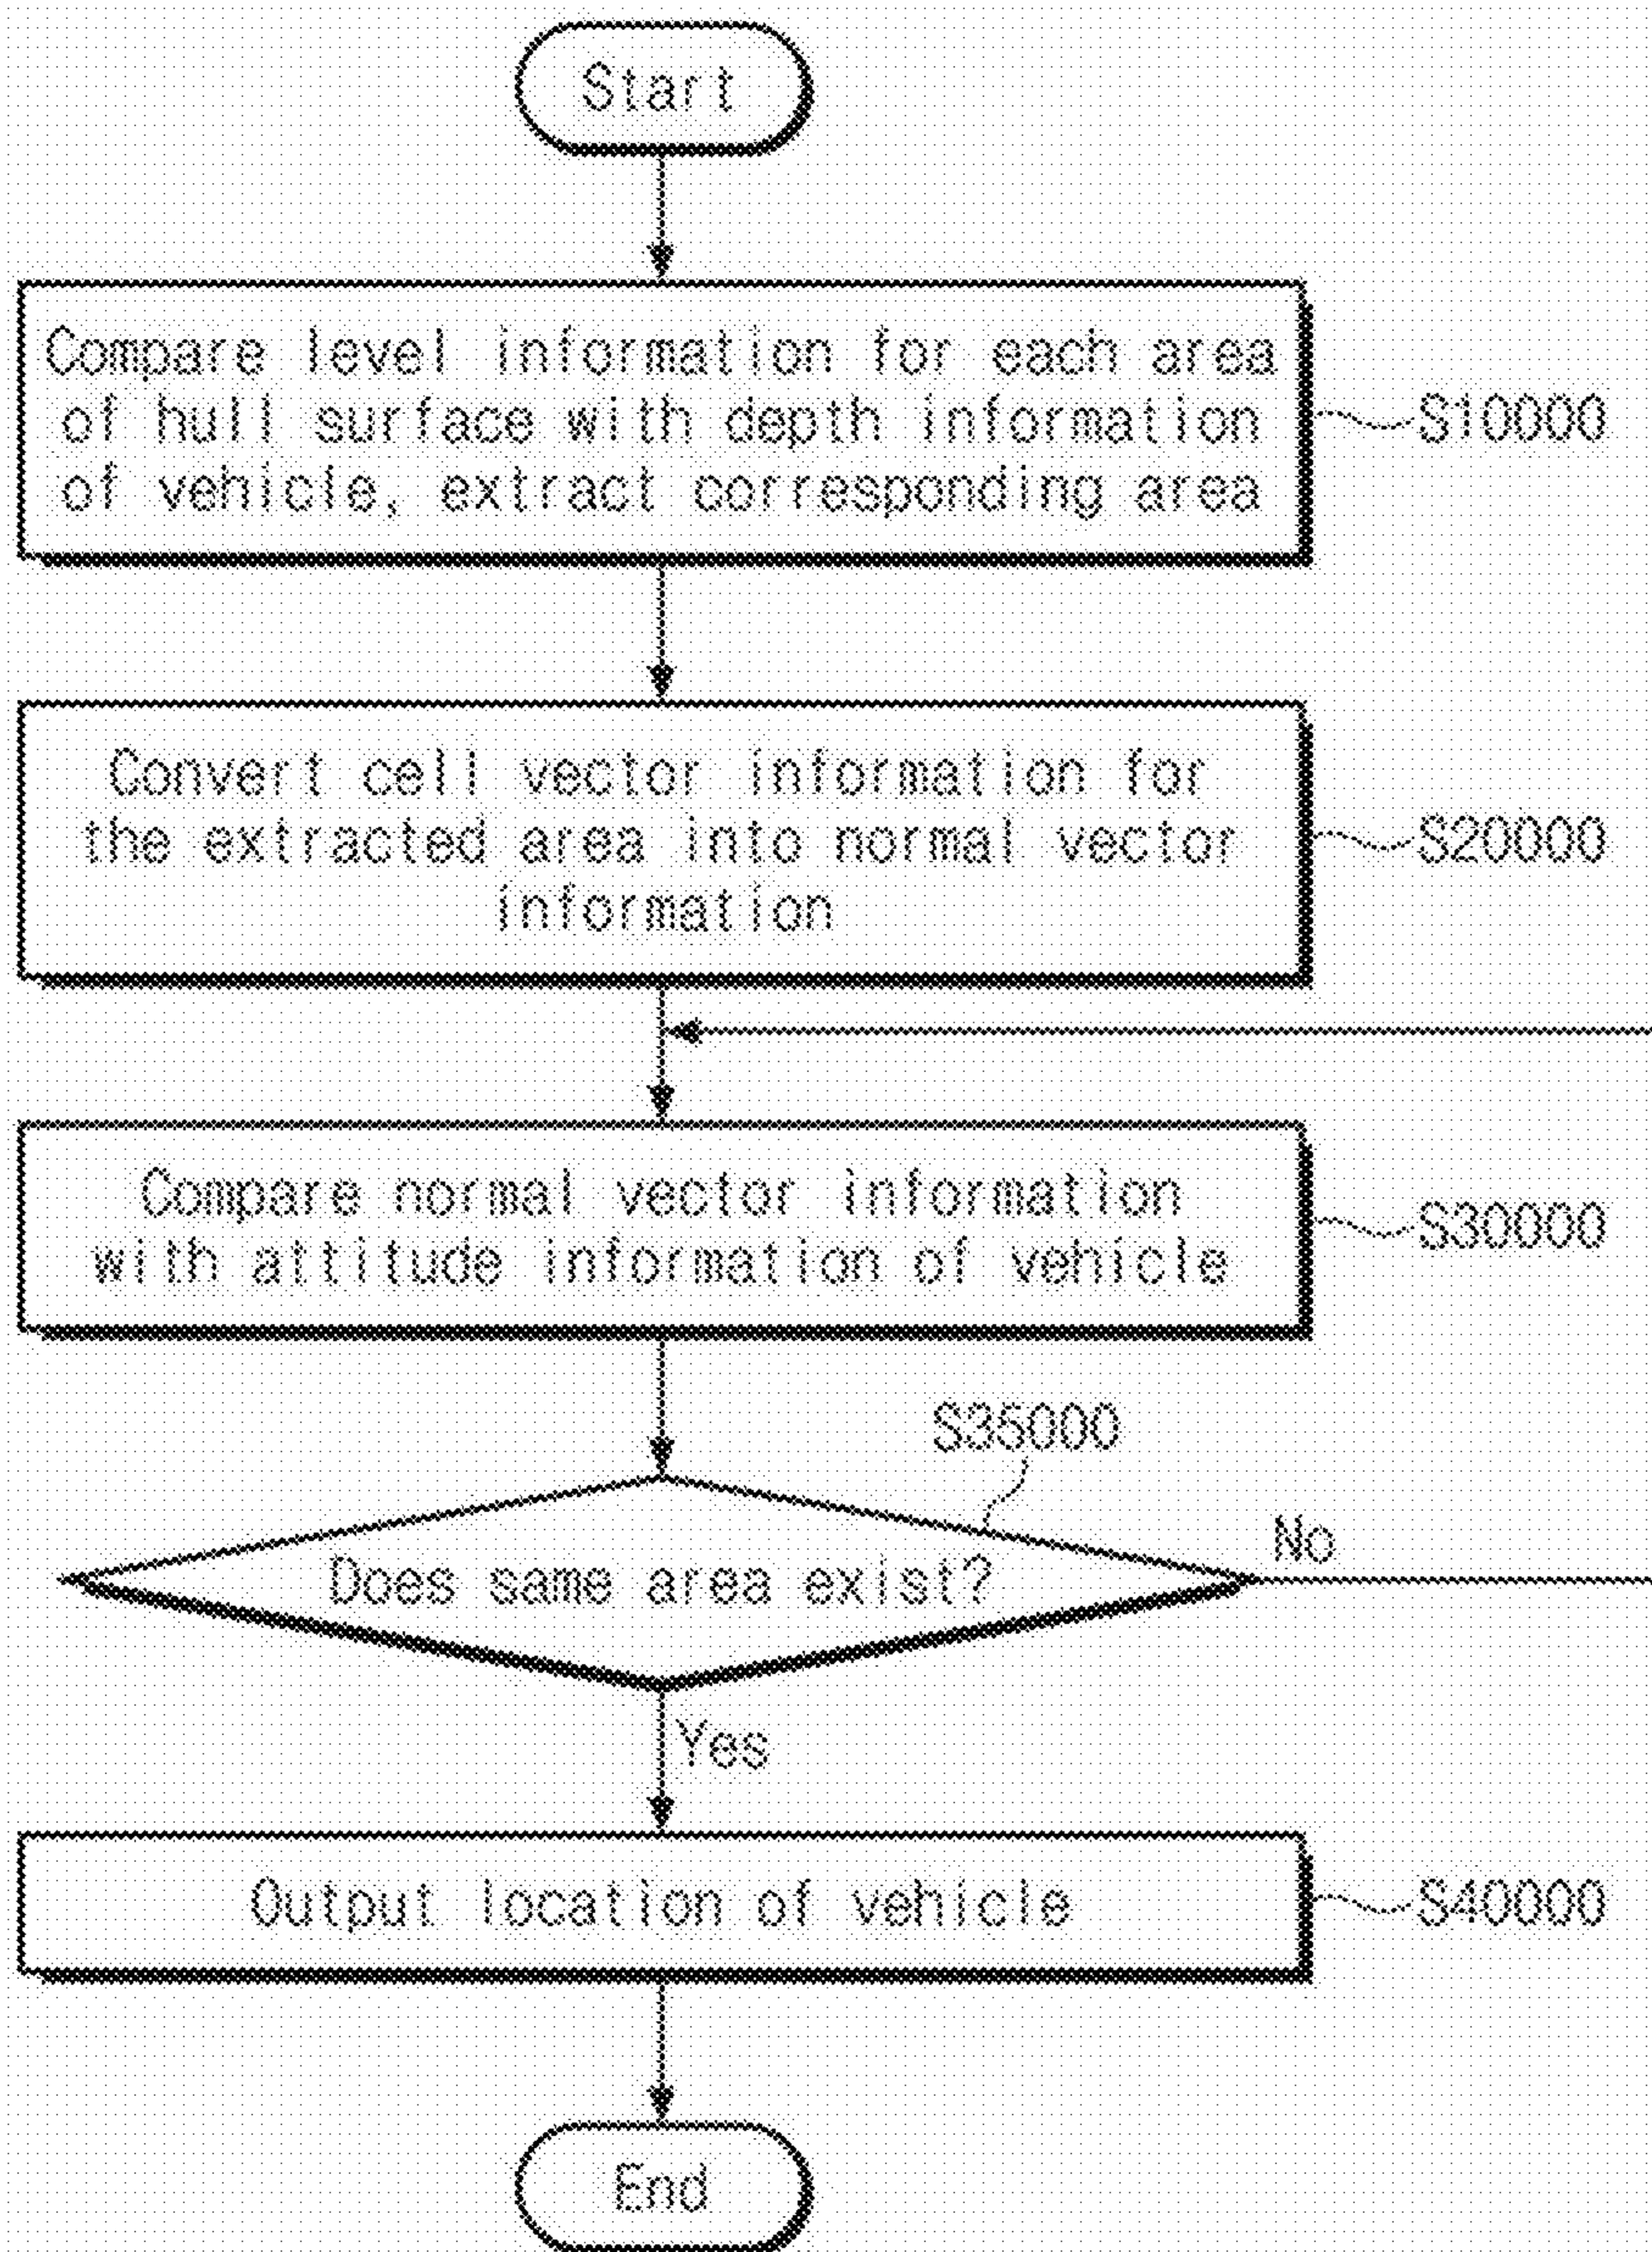 Start
Compare level information for each area
of hull surface with depth information
of vehicle, extract corresponding area
S10000
Convert cell vector information for
the extracted area into normal vector
information
S20000
Compare normal vector information
with attitude information of vehicle
S30000
S35000
Does same area exist?
No
Yes
Output location of vehicle
S40000
End